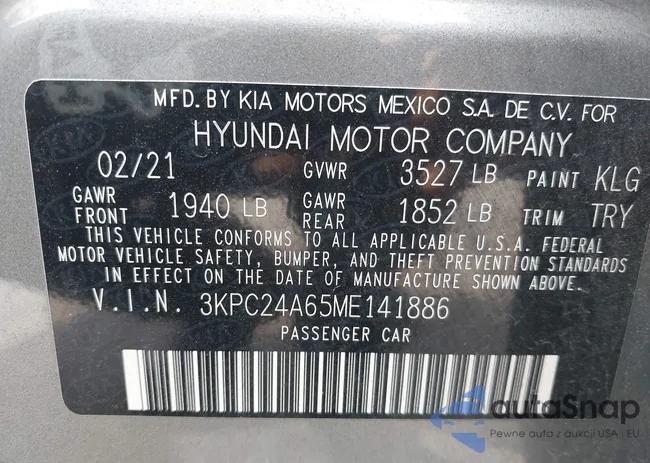 MFD. BY KIA MOTORS MEXICO S.A. DE C.V. FOR
HYUNDAI MOTOR COMPANY
02/21 GVWR 3527 LB PAINT KLG
GAWR FRONT 1940 LB GAWR REAR 1852 LB TRIM TRY
THIS VEHICLE CONFORMS TO ALL APPLICABLE U.S.A. FEDERAL
MOTOR VEHICLE SAFETY, BUMPER, AND THEFT PREVENTION STANDARDS
IN EFFECT ON THE DATE OF MANUFACTURE SHOWN ABOVE.
V.I.N. 3KPC24A65ME141886
PASSENGER CAR
autaSnap
Pewne auta z aukcji USA i EU